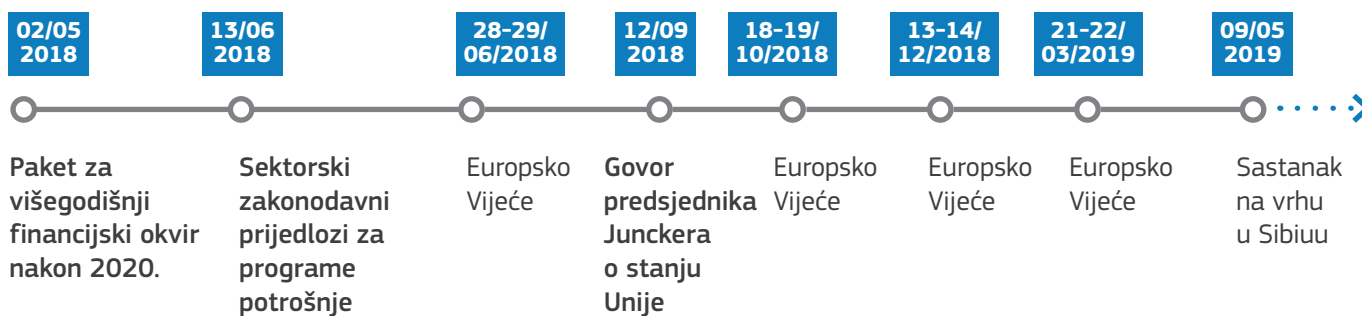 02/05
2018
13/06
2018
28-29/
06/2018
12/09
2018
18-19/
10/2018
13-14/
12/2018
21-22/
03/2019
09/05
2019
Paket za
višegodišnji
financijski okvir
nakon 2020.
Sektorski
zakonodavni
prijedlozi za
programe
potrošnje
Europsko
Vijeće
Govor
predsjednika
Junckera
o stanju
Unije
Europsko
Vijeće
Europsko
Vijeće
Europsko
Vijeće
Sastanak
na vrhu
u Sibiuu